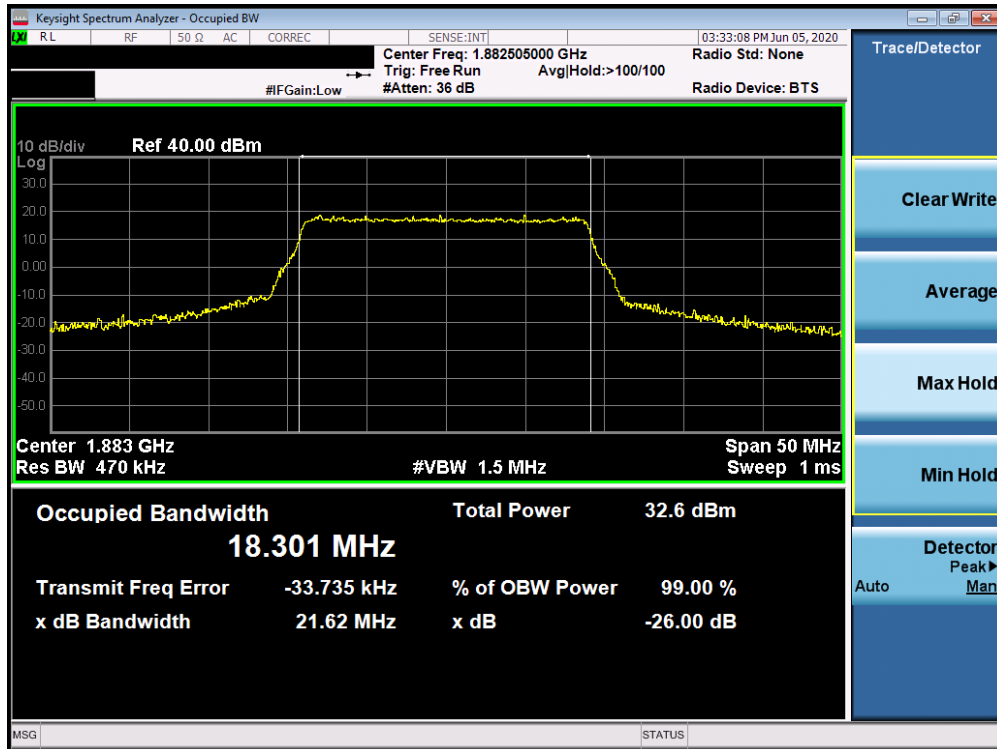 Keysight Spectrum Analyzer - Occupied BW
LXI RL RF 50 Ω AC CORREC SENSE:INT 03:33:08 PM Jun 05, 2020
Center Freq: 1.882505000 GHz Radio Std: None
Trig: Free Run Avg|Hold:>100/100
#IFGain:Low #Atten: 36 dB Radio Device: BTS
10 dB/div Ref 40.00 dBm
Log
30.0
20.0
10.0
0.00
-10.0
-20.0
-30.0
-40.0
-50.0
Center 1.883 GHz Span 50 MHz
Res BW 470 kHz #VBW 1.5 MHz Sweep 1 ms
Occupied Bandwidth Total Power 32.6 dBm
18.301 MHz
Transmit Freq Error -33.735 kHz % of OBW Power 99.00 %
x dB Bandwidth 21.62 MHz x dB -26.00 dB
MSG STATUS
Trace/Detector
Clear Write
Average
Max Hold
Min Hold
Detector
Peak▶
Auto Man